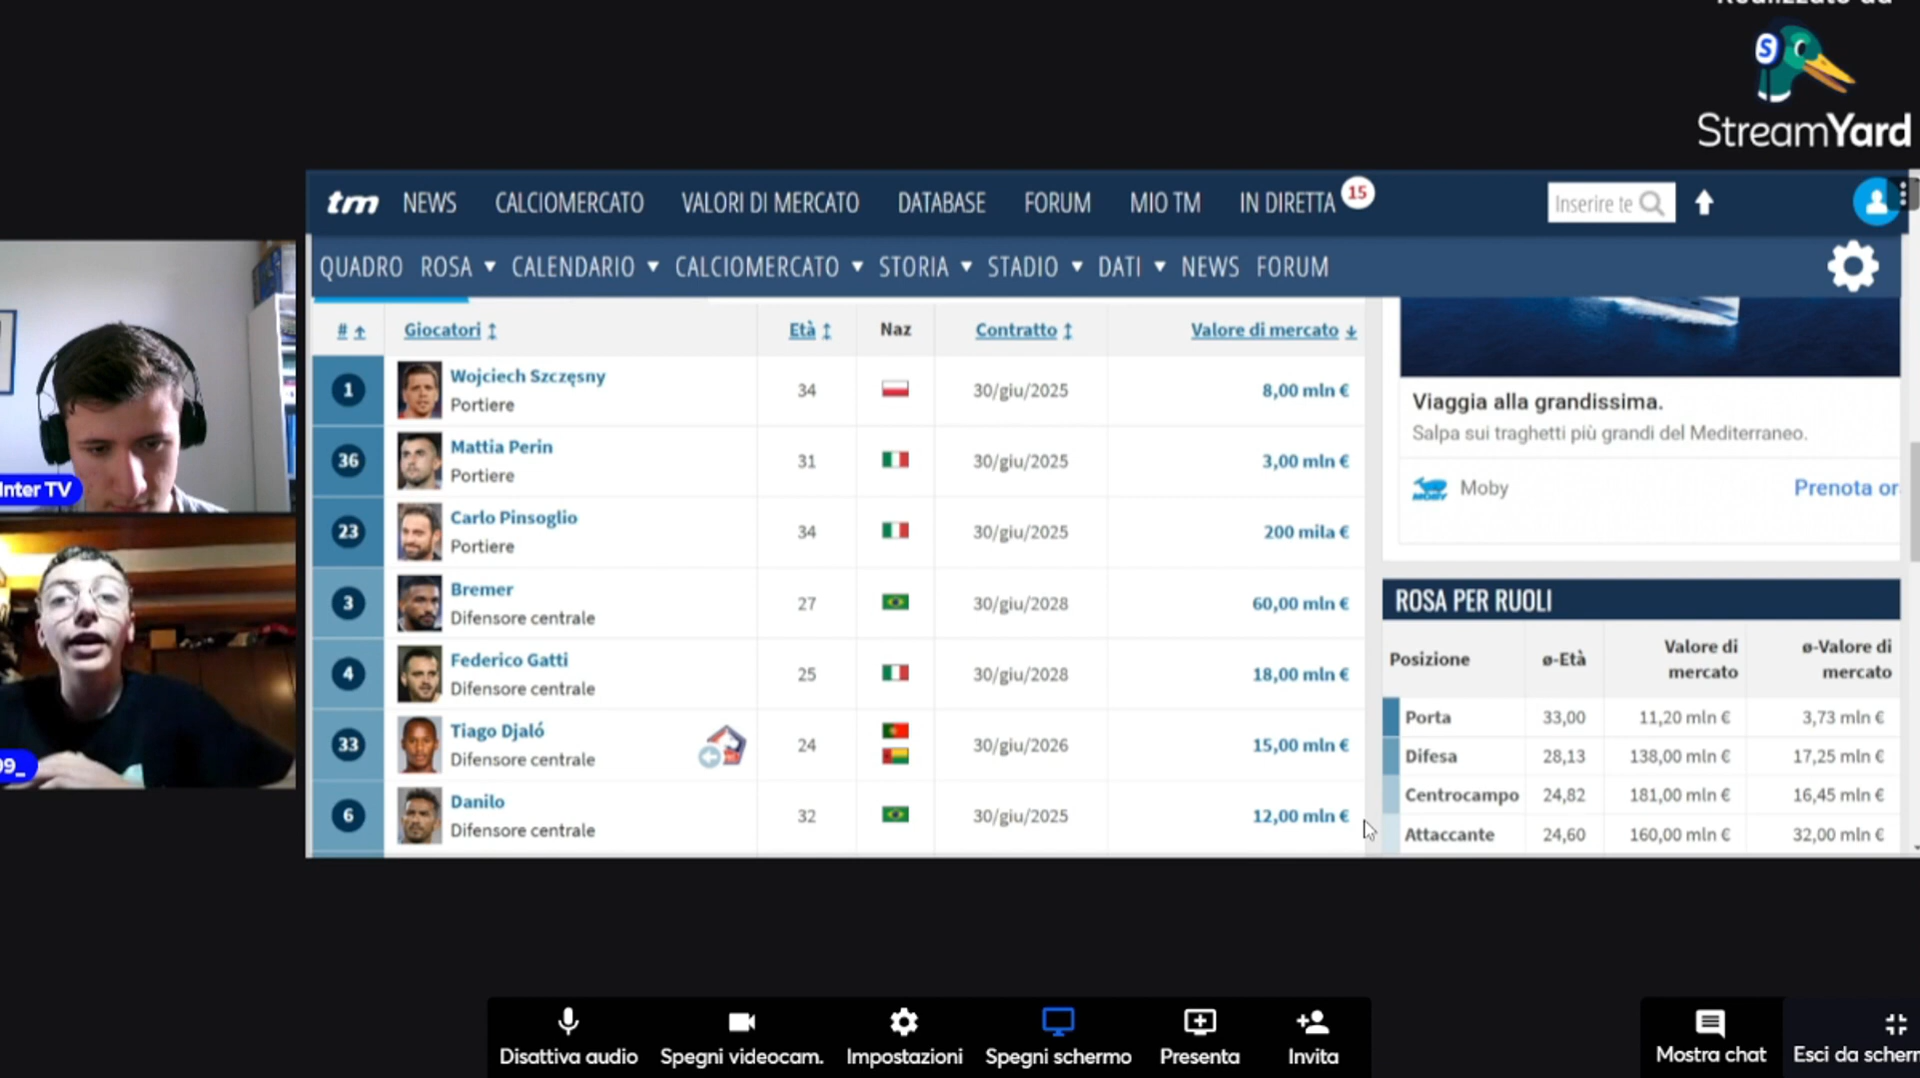 StreamYard
tm NEWS CALCIOMERCATO VALORI DI MERCATO DATABASE FORUM MIO TM IN DIRETTA 15 Inserire te
QUADRO ROSA CALENDARIO CALCIOMERCATO STORIA STADIO DATI NEWS FORUM
# Giocatori Età Naz Contratto Valore di mercato
1 Wojciech Szczęsny 34 30/giu/2025 8,00 mln €
Portiere
36 Mattia Perin 31 30/giu/2025 3,00 mln €
Portiere
23 Carlo Pinsoglio 34 30/giu/2025 200 mila €
Portiere
3 Bremer 27 30/giu/2028 60,00 mln €
Difensore centrale
4 Federico Gatti 25 30/giu/2028 18,00 mln €
Difensore centrale
33 Tiago Djaló 24 30/giu/2026 15,00 mln €
Difensore centrale
6 Danilo 32 30/giu/2025 12,00 mln €
Difensore centrale
Viaggia alla grandissima.
Salpa sui traghetti più grandi del Mediterraneo.
MOBY Moby Prenota or
ROSA PER RUOLI
Posizione ø-Età Valore di mercato ø-Valore di mercato
Porta 33,00 11,20 mln € 3,73 mln €
Difesa 28,13 138,00 mln € 17,25 mln €
Centrocampo 24,82 181,00 mln € 16,45 mln €
Attaccante 24,60 160,00 mln € 32,00 mln €
Inter TV
99_
Disattiva audio Spegni videocam. Impostazioni Spegni schermo Presenta Invita Mostra chat Esci da scherm